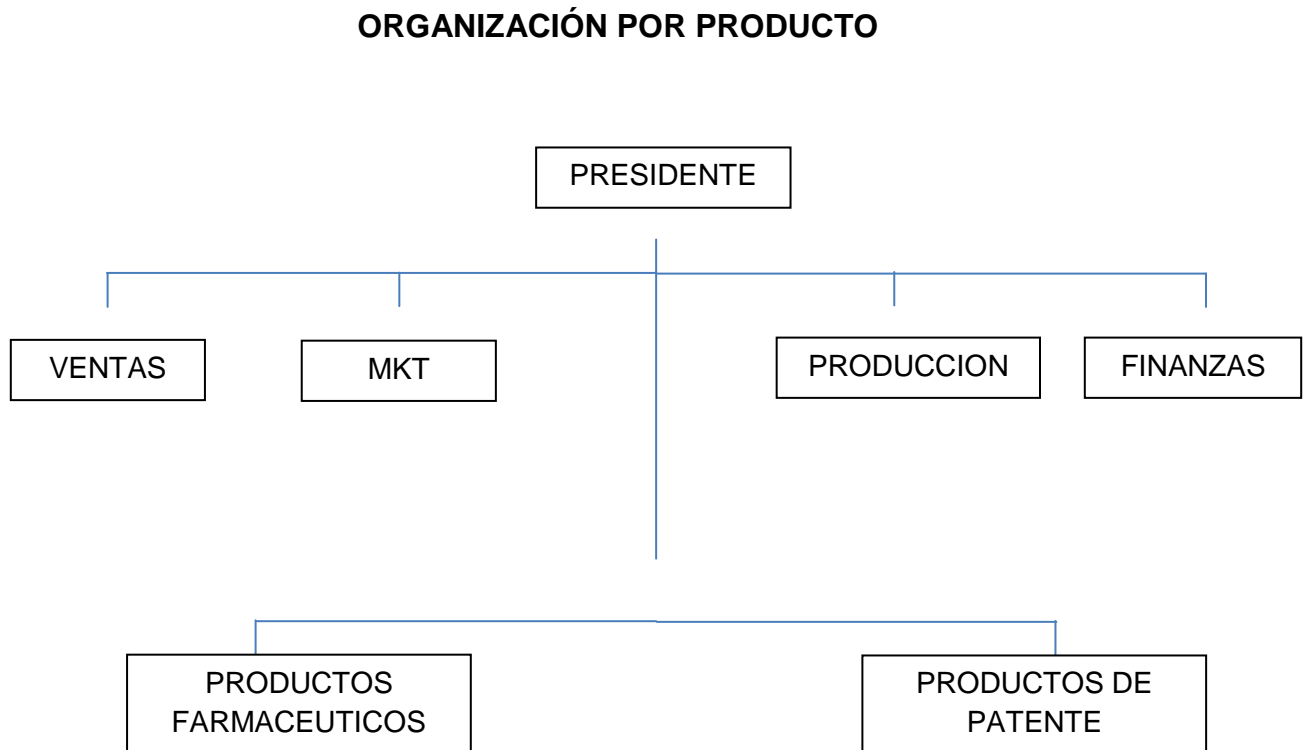 ORGANIZACIÓN POR PRODUCTO
PRESIDENTE
VENTAS
MKT
PRODUCCION
FINANZAS
PRODUCTOS
FARMACEUTICOS
PRODUCTOS DE
PATENTE